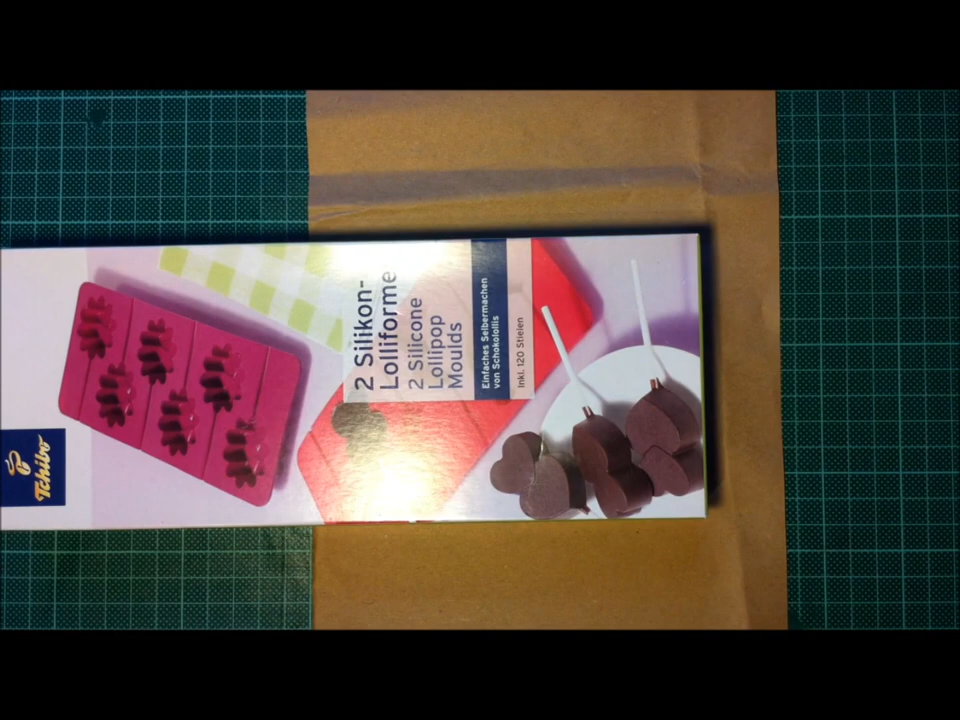 Tchibo
2 Silikon-
Lolliforme
2 Silicone
Lollipop
Moulds
Einfaches Selbermachen
von Schokolollis
Inkl. 120 Stielen